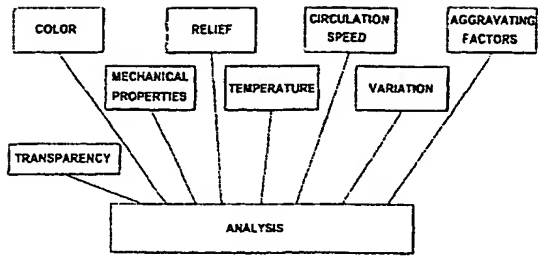 COLOR
RELIEF
CIRCULATION
SPEED
AGGRAVATING
FACTORS
MECHANICAL
PROPERTIES
TEMPERATURE
VARIATION
TRANSPARENCY
ANALYSIS